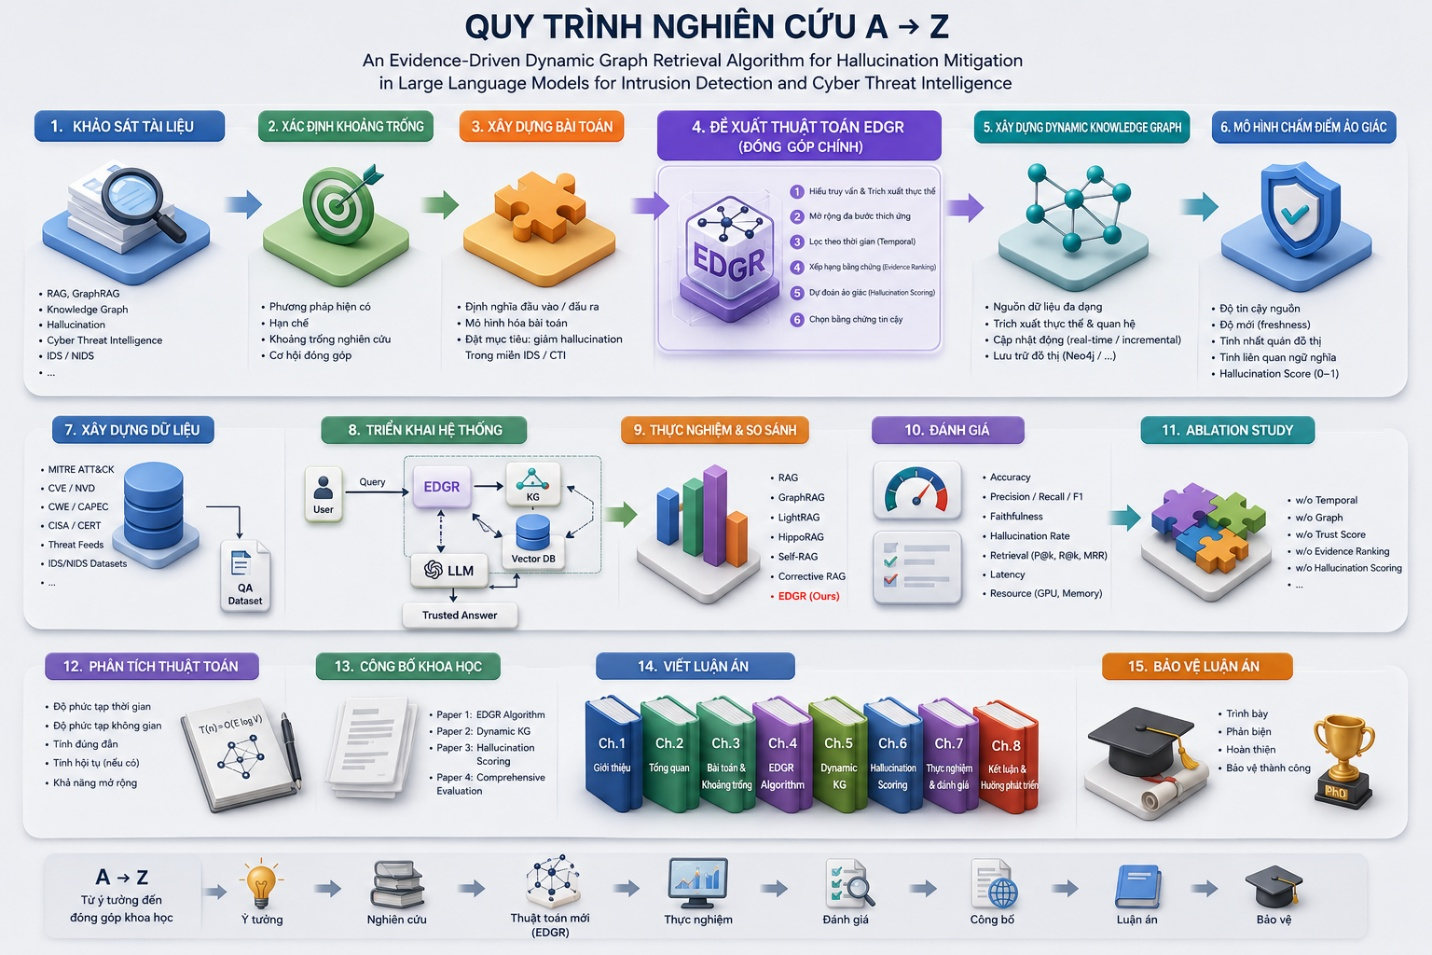 QUY TRÌNH NGHIÊN CỨU A → Z
An Evidence-Driven Dynamic Graph Retrieval Algorithm for Hallucination Mitigation
in Large Language Models for Intrusion Detection and Cyber Threat Intelligence
1. KHẢO SÁT TÀI LIỆU
• RAG, GraphRAG
• Knowledge Graph
• Hallucination
• Cyber Threat Intelligence
• IDS / NIDS
• ...
2. XÁC ĐỊNH KHOẢNG TRỐNG
• Phương pháp hiện có
• Hạn chế
• Khoảng trống nghiên cứu
• Cơ hội đóng góp
3. XÂY DỰNG BÀI TOÁN
• Định nghĩa đầu vào / đầu ra
• Mô hình hóa bài toán
• Đặt mục tiêu: giảm hallucination
Trong miền IDS / CTI
4. ĐỀ XUẤT THUẬT TOÁN EDGR
(ĐÓNG GÓP CHÍNH)
EDGR
1 Hiểu truy vấn & Trích xuất thực thể
2 Mở rộng đa bước thích ứng
3 Lọc theo thời gian (Temporal)
4 Xếp hạng bằng chứng (Evidence Ranking)
5 Dự đoán ảo giác (Hallucination Scoring)
6 Chọn bằng chứng tin cậy
5. XÂY DỰNG DYNAMIC KNOWLEDGE GRAPH
• Nguồn dữ liệu đa dạng
• Trích xuất thực thể & quan hệ
• Cập nhật động (real-time / incremental)
• Lưu trữ đồ thị (Neo4j / ...)
6. MÔ HÌNH CHẤM ĐIỂM ẢO GIÁC
• Độ tin cậy nguồn
• Độ mới (freshness)
• Tính nhất quán đồ thị
• Tính liên quan ngữ nghĩa
• Hallucination Score (0–1)
7. XÂY DỰNG DỮ LIỆU
• MITRE ATT&CK
• CVE / NVD
• CWE / CAPEC
• CISA / CERT
• Threat Feeds
• IDS/NIDS Datasets
• ...
QA
Dataset
8. TRIỂN KHAI HỆ THỐNG
User
Query
EDGR
KG
Vector DB
LLM
Trusted Answer
9. THỰC NGHIỆM & SO SÁNH
• RAG
• GraphRAG
• LightRAG
• HippoRAG
• Self-RAG
• Corrective RAG
• EDGR (Ours)
10. ĐÁNH GIÁ
• Accuracy
• Precision / Recall / F1
• Faithfulness
• Hallucination Rate
• Retrieval (P@k, R@k, MRR)
• Latency
• Resource (GPU, Memory)
11. ABLATION STUDY
• w/o Temporal
• w/o Graph
• w/o Trust Score
• w/o Evidence Ranking
• w/o Hallucination Scoring
• ...
12. PHÂN TÍCH THUẬT TOÁN
• Độ phức tạp thời gian
• Độ phức tạp không gian
• Tính đúng đắn
• Tính hội tụ (nếu có)
• Khả năng mở rộng
T(n)=O(E log V)
13. CÔNG BỐ KHOA HỌC
• Paper 1: EDGR Algorithm
• Paper 2: Dynamic KG
• Paper 3: Hallucination
Scoring
• Paper 4: Comprehensive
Evaluation
14. VIẾT LUẬN ÁN
Ch.1
Giới thiệu
Ch.2
Tổng quan
Ch.3
Bài toán &
Khoảng trống
Ch.4
EDGR
Algorithm
Ch.5
Dynamic
KG
Ch.6
Hallucination
Scoring
Ch.7
Thực nghiệm
& đánh giá
Ch.8
Kết luận &
Hướng phát triển
15. BẢO VỆ LUẬN ÁN
• Trình bày
• Phản biện
• Hoàn thiện
• Bảo vệ thành công
PhD
A → Z
Từ ý tưởng đến
đóng góp khoa học
Ý tưởng
Nghiên cứu
Thuật toán mới
(EDGR)
Thực nghiệm
Đánh giá
Công bố
Luận án
Bảo vệ